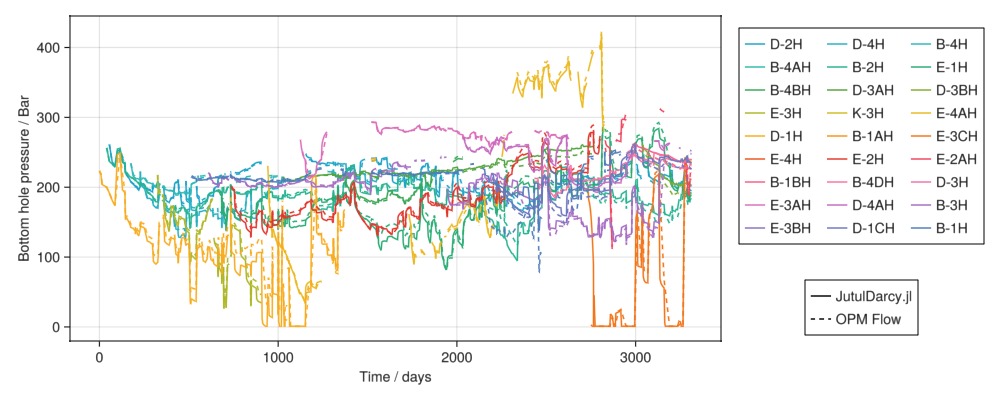 400
300
200
100
0
Bottom hole pressure / Bar
0 1000 2000 3000
Time / days
D-2H D-4H B-4H
B-4AH B-2H E-1H
B-4BH D-3AH D-3BH
E-3H K-3H E-4AH
D-1H B-1AH E-3CH
E-4H E-2H E-2AH
B-1BH B-4DH D-3H
E-3AH D-4AH B-3H
E-3BH D-1CH B-1H
JutulDarcy.jl
OPM Flow